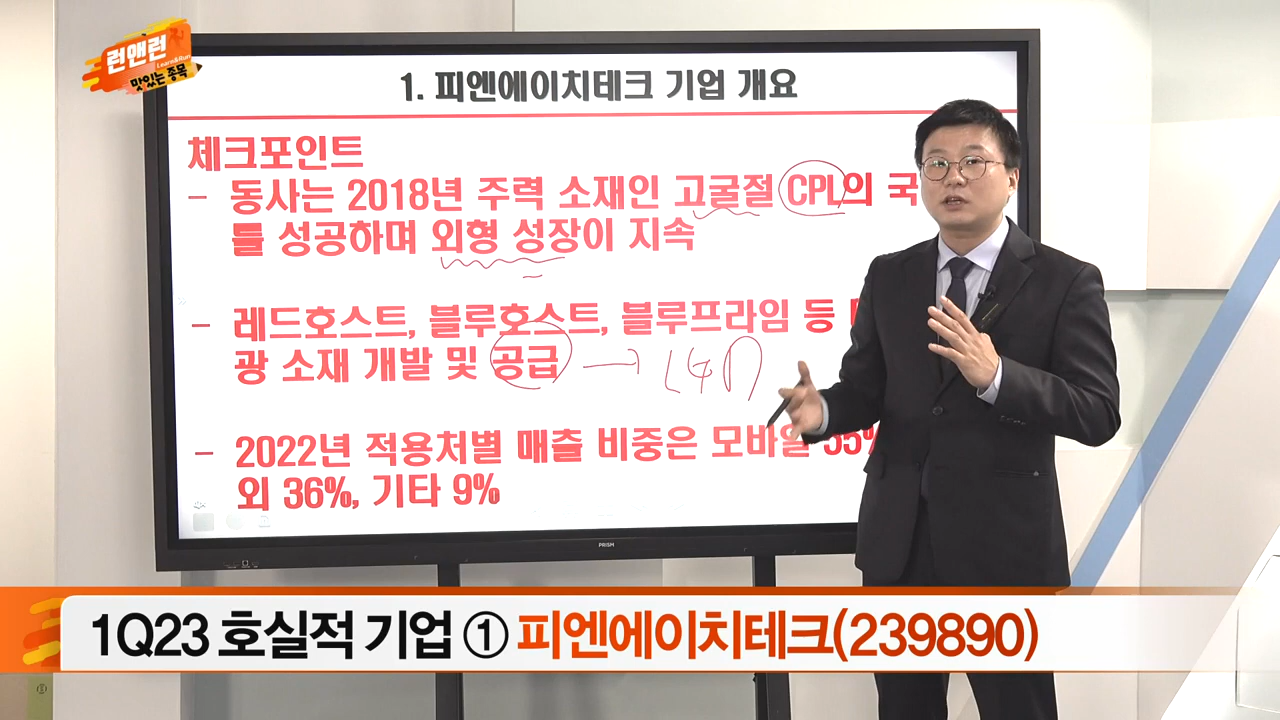 런앤런
Learn&Run
맛있는 종목
1. 피엔에이치테크 기업 개요
체크포인트
- 동사는 2018년 주력 소재인 고굴절 CPL의 국
를 성공하며 외형 성장이 지속
- 레드호스트, 블루호스트, 블루프라임 등
광 소재 개발 및 공급
- 2022년 적용처별 매출 비중은 모바일 55%
외 36%, 기타 9%
PRISM
1Q23 호실적 기업 ① 피엔에이치테크(239890)